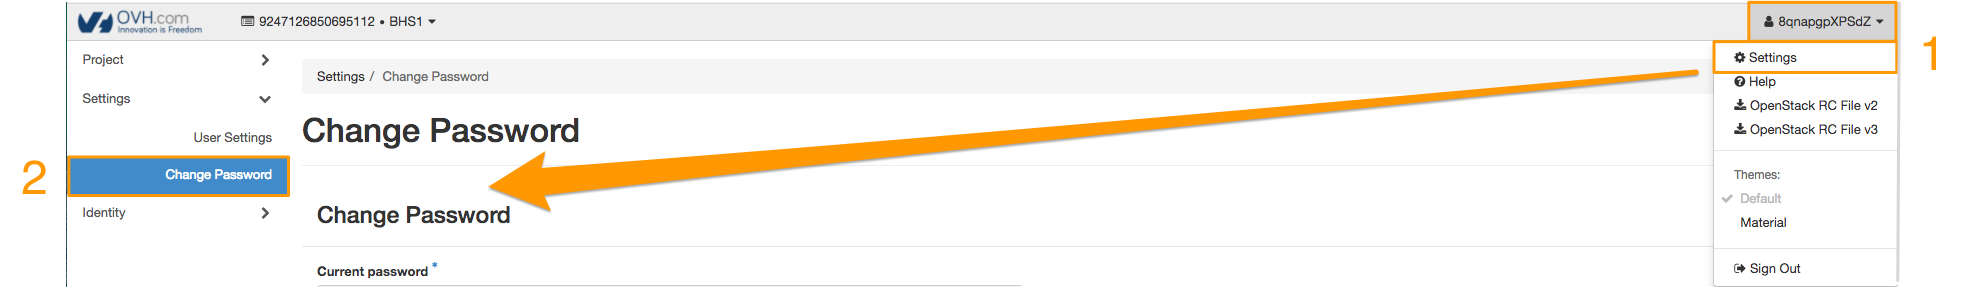 OVH.com
Innovation is Freedom
9247126850695112 • BHS1
8qnapgpXPSdZ
1
Project
Settings
User Settings
2
Change Password
Identity
Settings / Change Password
Change Password
Change Password
Current password *
Settings
Help
OpenStack RC File v2
OpenStack RC File v3
Themes:
Default
Material
Sign Out